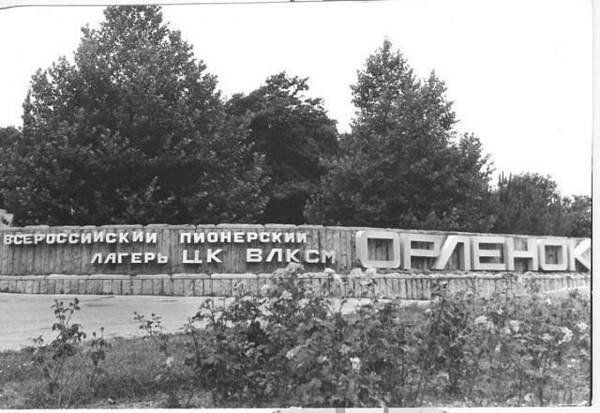 ВСЕРОССИЙСКИЙ ПИОНЕРСКИЙ
ЛАГЕРЬ ЦК ВЛКСМ
ОРЛЕНОК